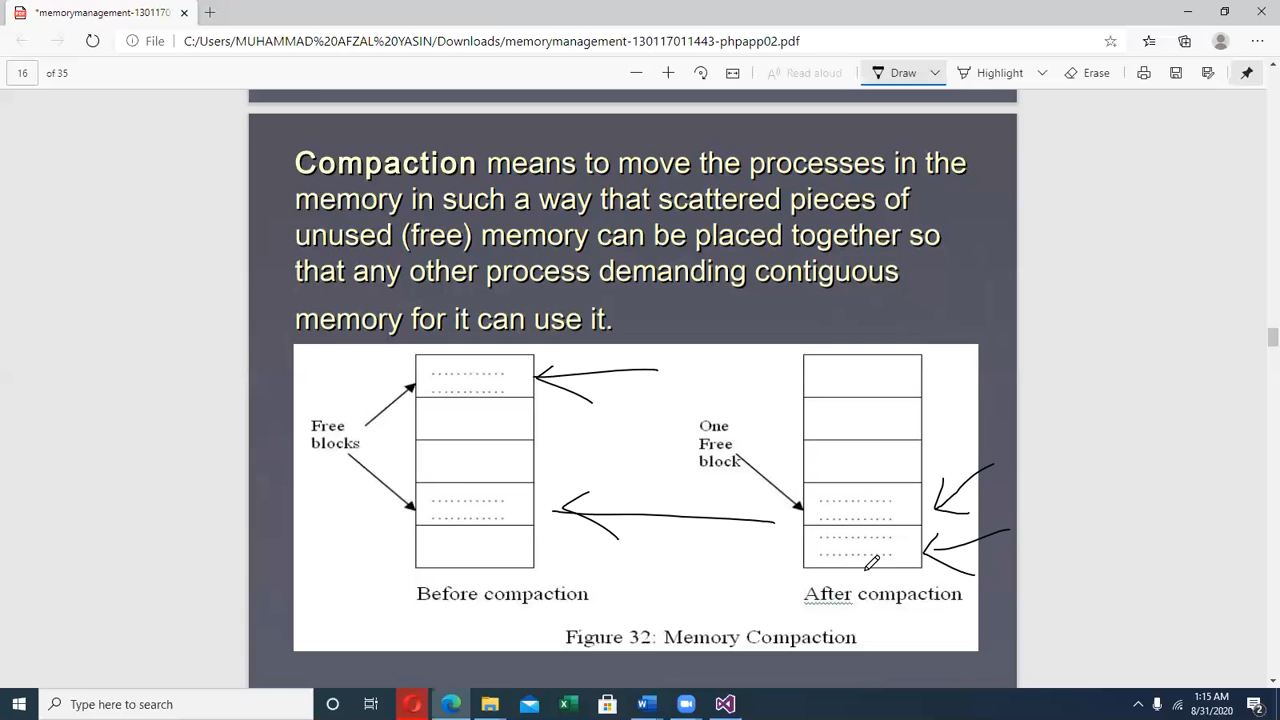 *memorymanagement-1301170
File
C:/Users/MUHAMMAD%20AFZAL%20YASIN/Downloads/memorymanagement-130117011443-phpapp02.pdf
16 of 35
Read aloud
Draw
Highlight
Erase
Compaction means to move the processes in the
memory in such a way that scattered pieces of
unused (free) memory can be placed together so
that any other process demanding contiguous
memory for it can use it.
Free
blocks
One
Free
block
Before compaction
After compaction
Figure 32: Memory Compaction
Type here to search
1:15 AM
8/31/2020
2